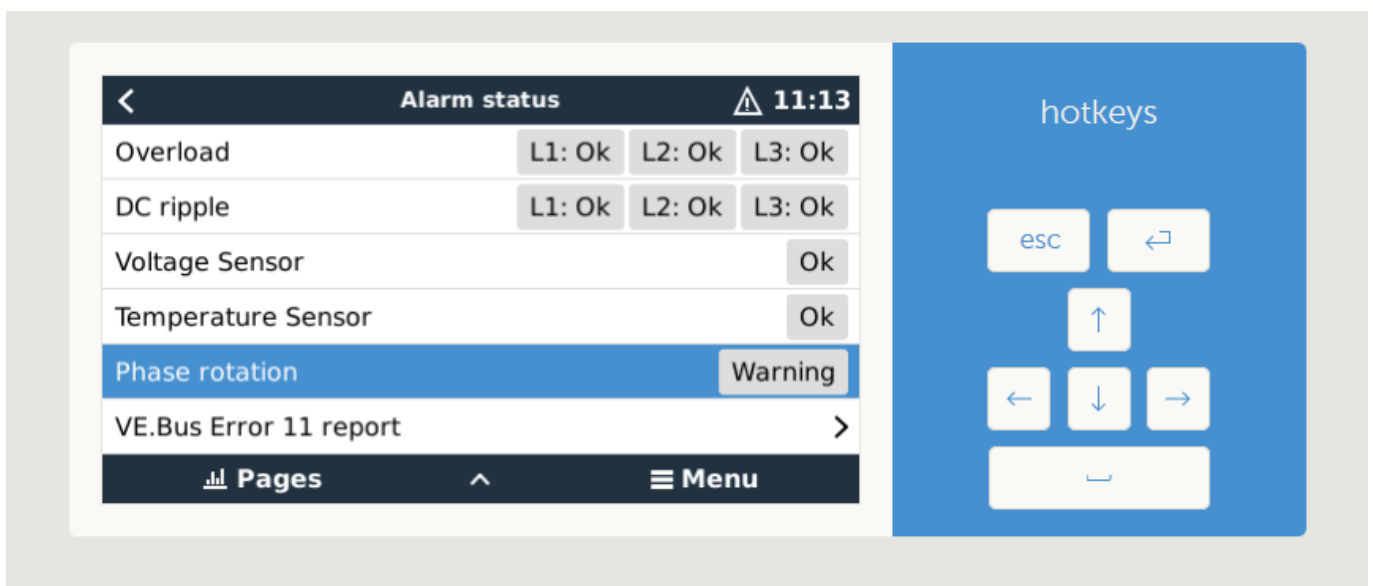 Alarm status 11:13
Overload L1: Ok L2: Ok L3: Ok
DC ripple L1: Ok L2: Ok L3: Ok
Voltage Sensor Ok
Temperature Sensor Ok
Phase rotation Warning
VE.Bus Error 11 report
Pages Menu
hotkeys
esc